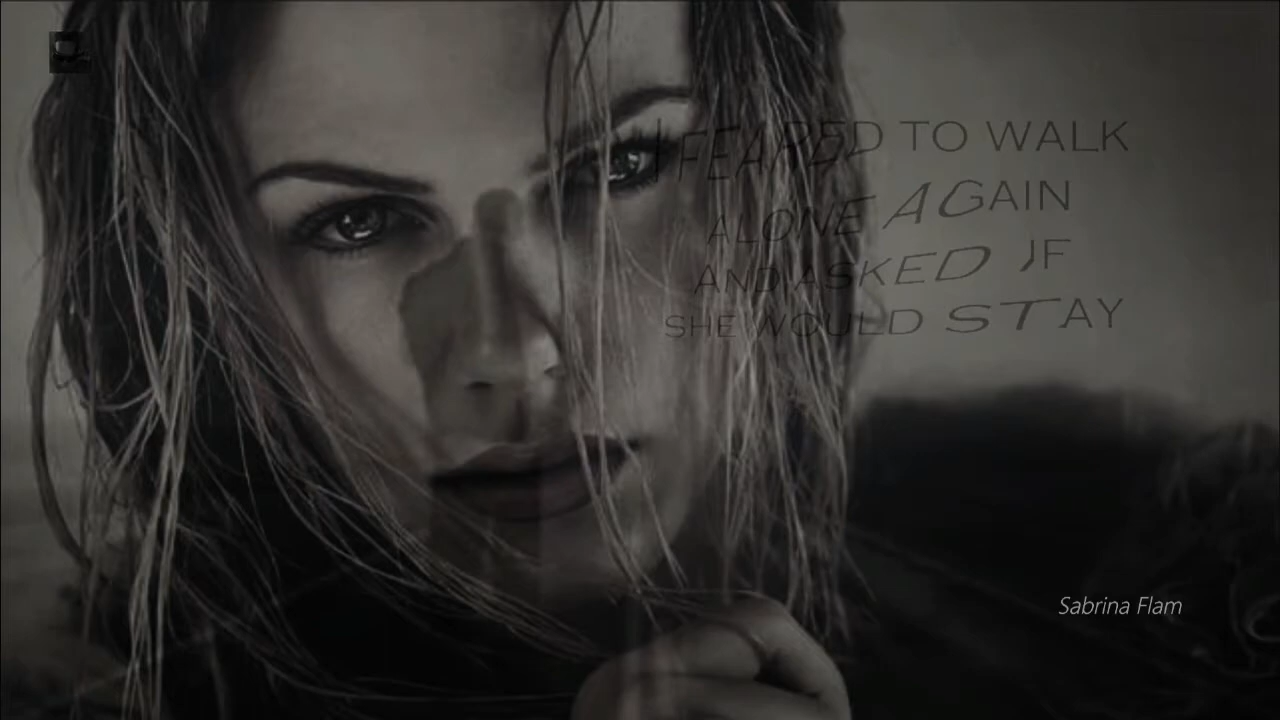 I FEARED TO WALK
ALONE AGAIN
AND ASKED IF
SHE WOULD STAY
Sabrina Flam